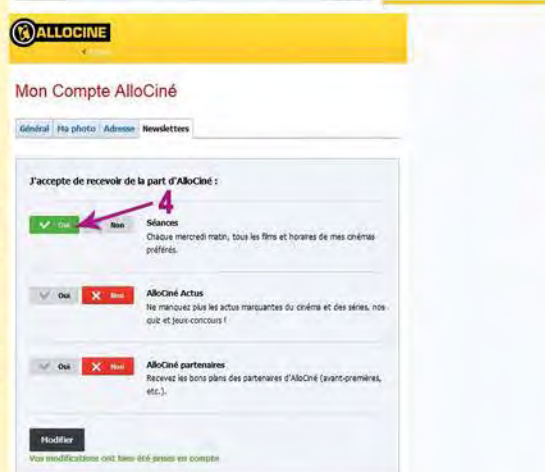 ALLOCINE
Mon Compte AlloCiné
Général Ma photo Adresse Newsletters
J'accepte de recevoir de la part d'AlloCiné :
4
Oui Non Séances
Chaque mercredi matin, tous les films et horaires de mes cinémas
préférés.
Oui Non AlloCiné Actus
Ne manquez plus les actus marquantes du cinéma et des séries, nos
quiz et jeux-concours !
Oui Non AlloCiné partenaires
Recevez les bons plans des partenaires d'AlloCiné (avant-premières,
etc.).
Modifier
Vos modifications ont bien été prises en compte